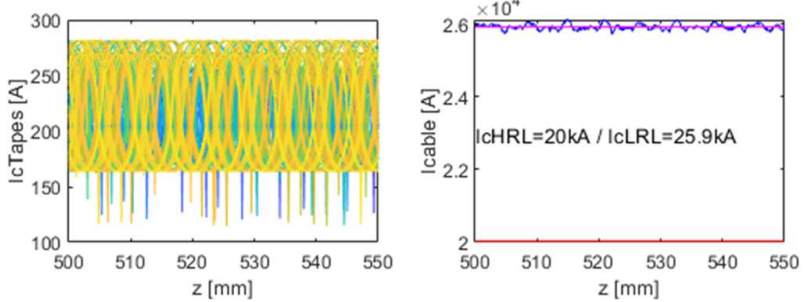 300
250
200
150
100
IcTapes [A]
500 510 520 530 540 550
z [mm]
×10⁴
2.6
2.4
2.2
2
Icable [A]
IcHRL=20kA / IcLRL=25.9kA
500 510 520 530 540 550
z [mm]